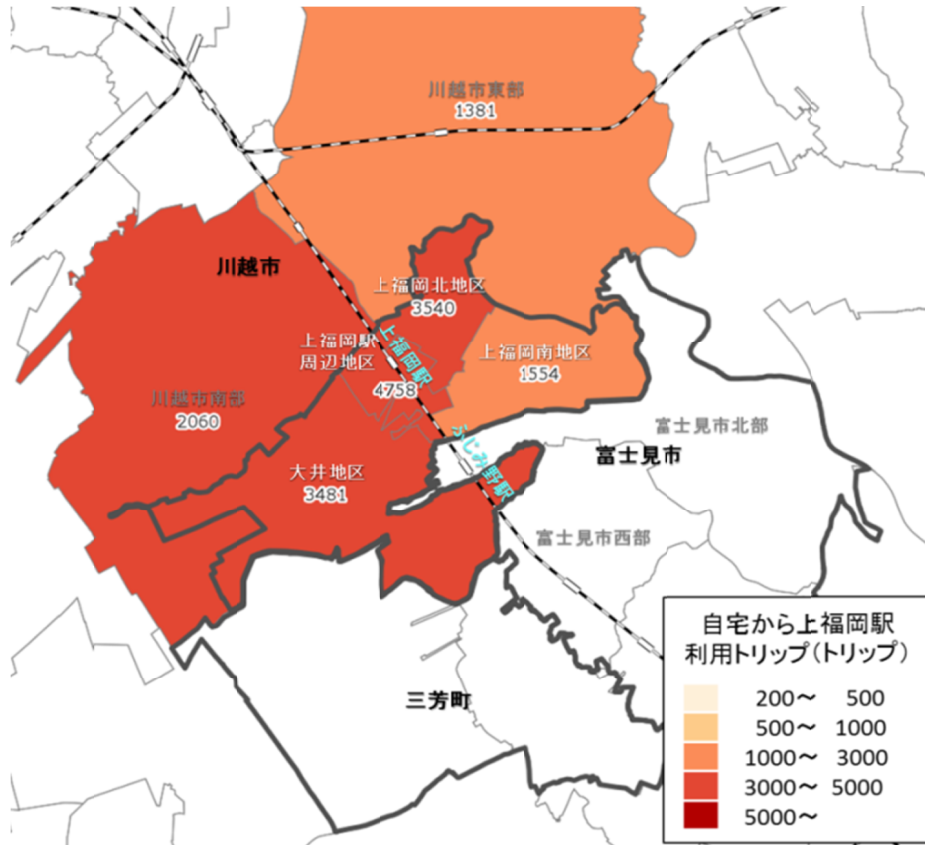 川越市東部
1381
川越市
上福岡北地区
3540
上福岡駅
上福岡駅
周辺地区
4758
上福岡南地区
1554
川越市南部
2060
ふじみ野駅
富士見市北部
富士見市
大井地区
3481
富士見市西部
三芳町
自宅から上福岡駅
利用トリップ(トリップ)
200～ 500
500～ 1000
1000～ 3000
3000～ 5000
5000～